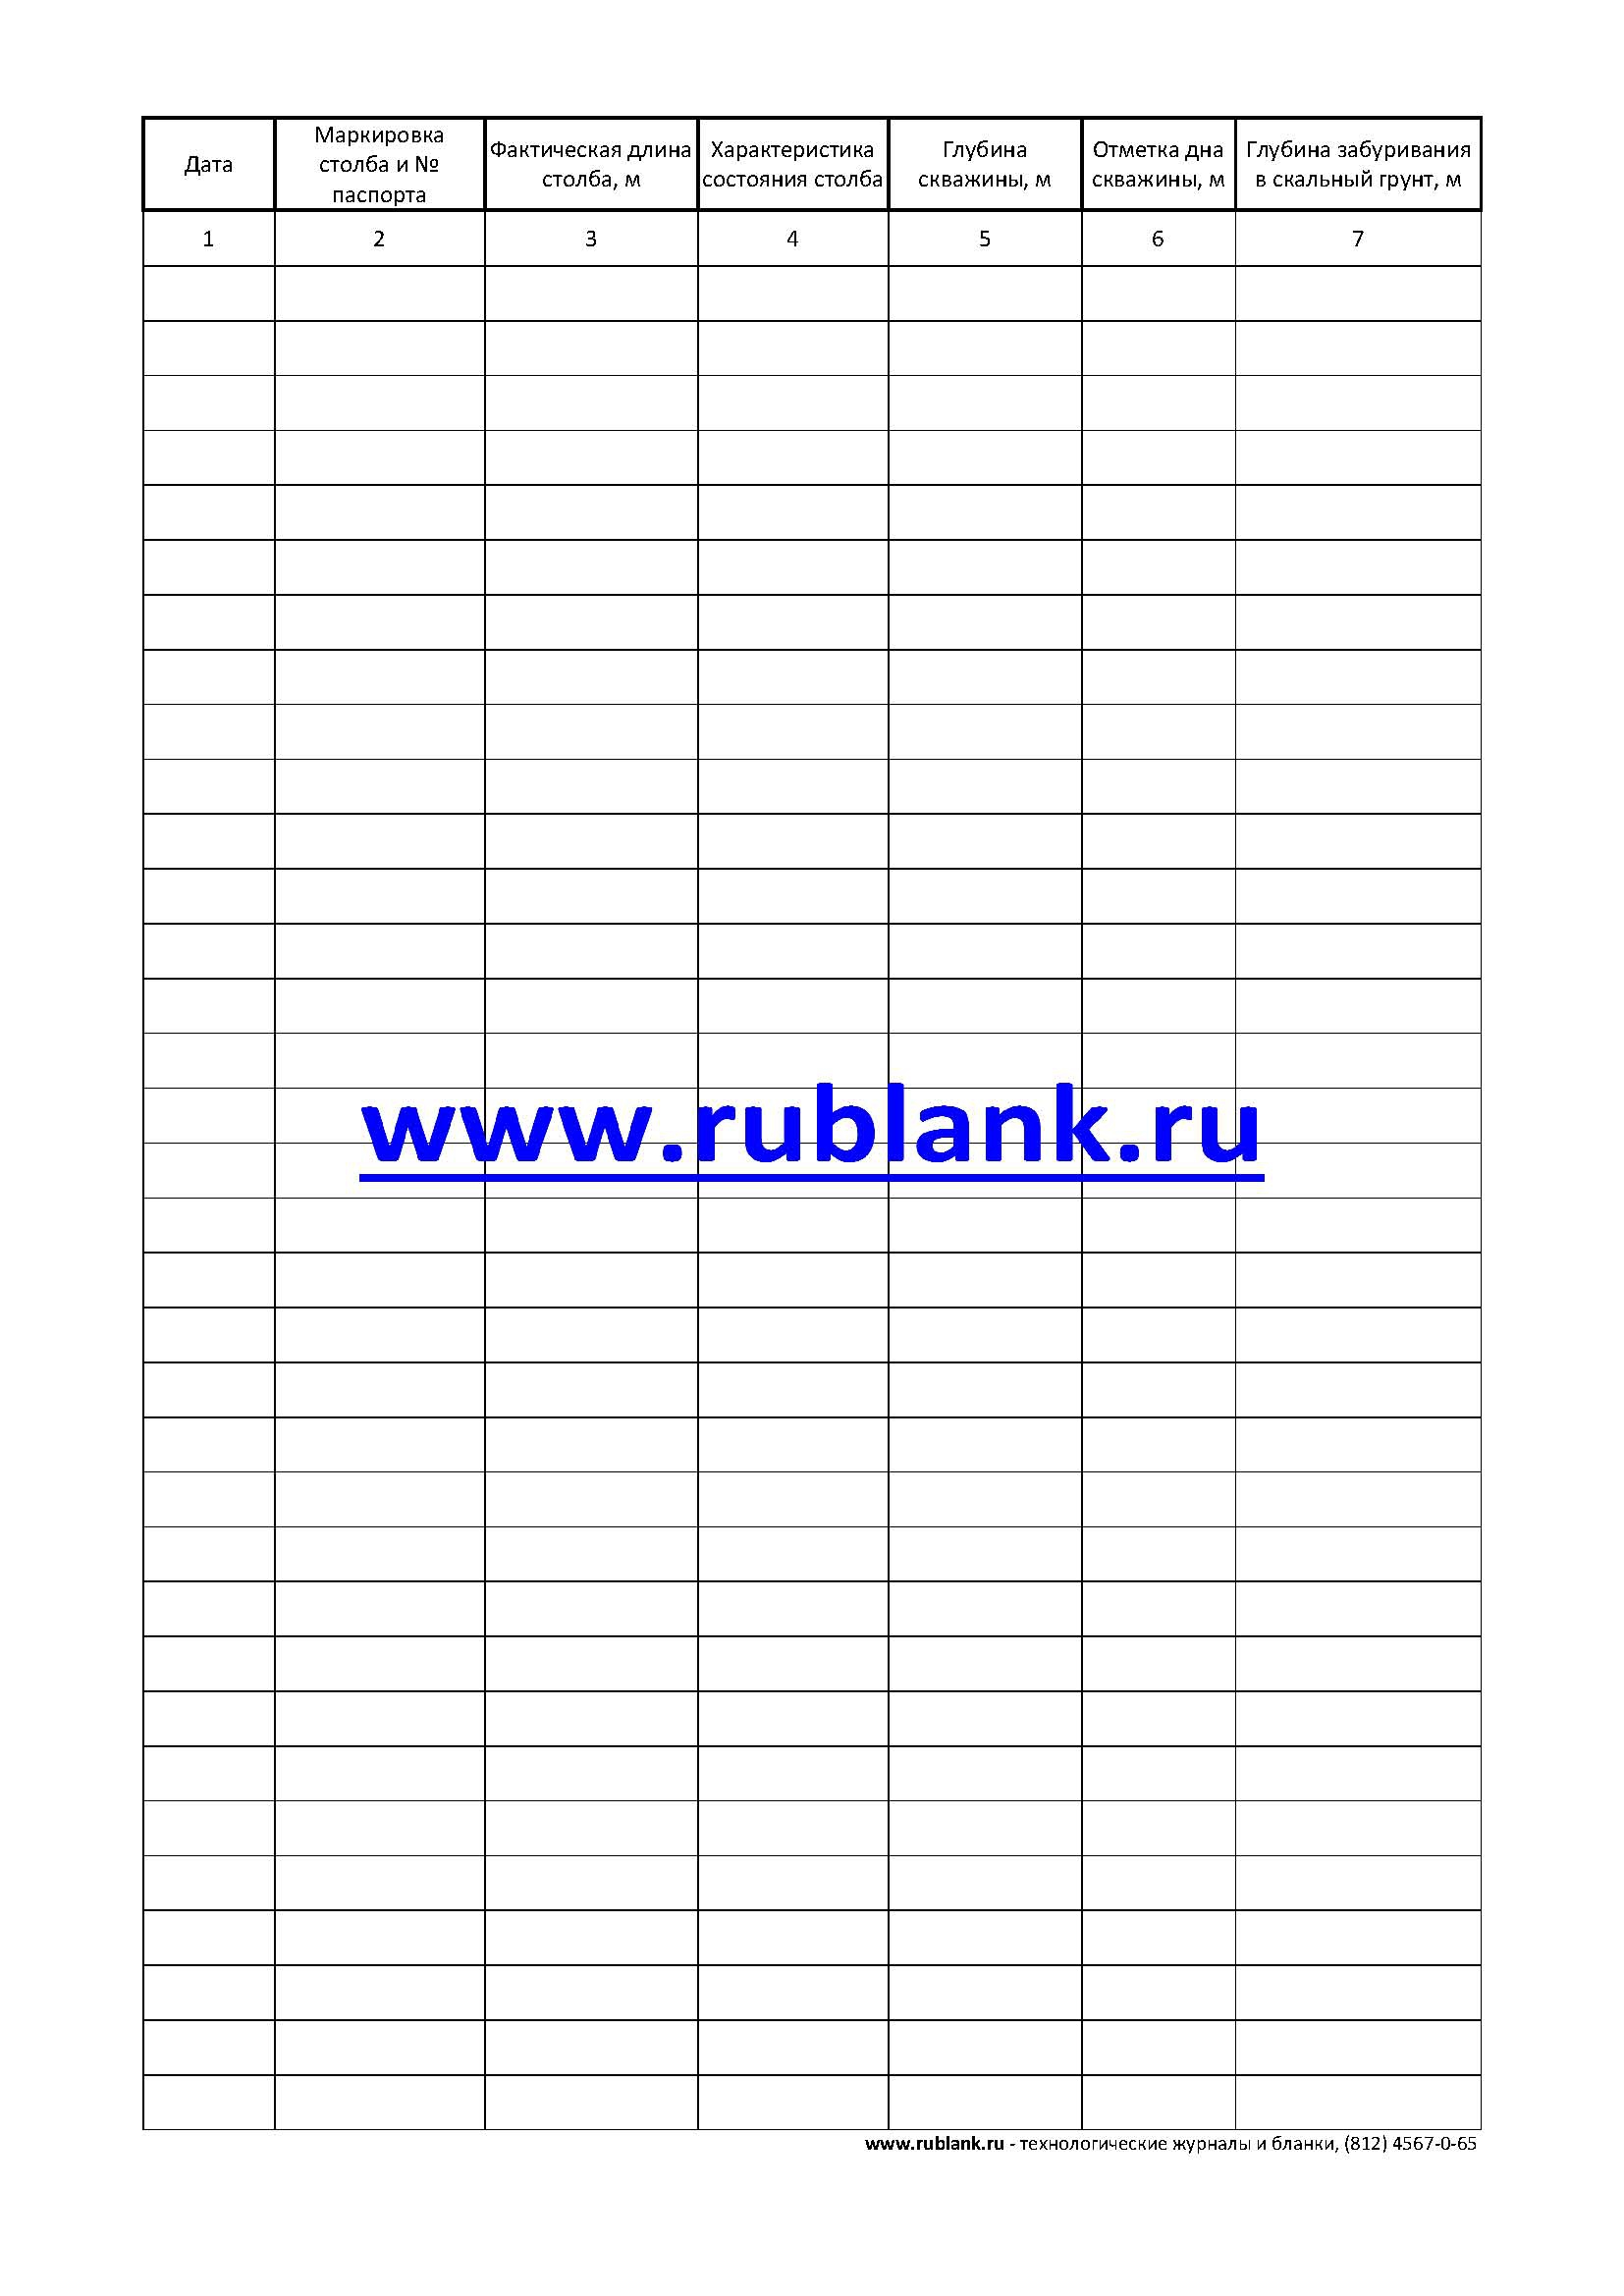 Дата
Маркировка
столба и №
паспорта
Фактическая длина
столба, м
Характеристика
состояния столба
Глубина
скважины, м
Отметка дна
скважины, м
Глубина забуривания
в скальный грунт, м
1 2 3 4 5 6 7
www.rublank.ru
www.rublank.ru - технологические журналы и бланки, (812) 4567-0-65